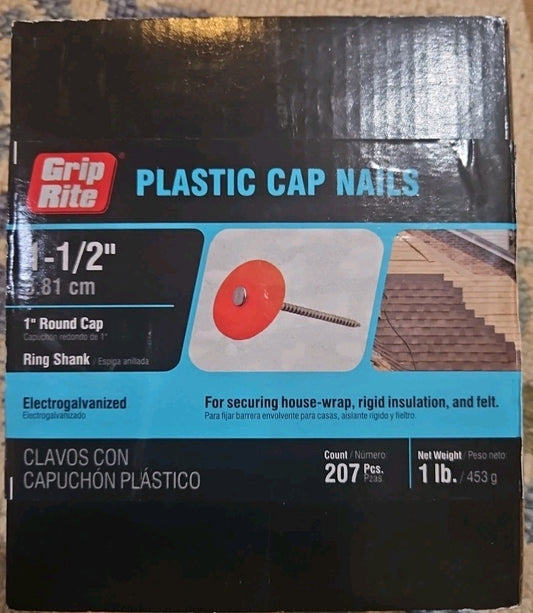 Grip
Rite
®
PLASTIC CAP NAILS
1-1/2"
3.81 cm
1" Round Cap
Capuchón redondo de 1"
Ring Shank / Espiga anillada
Electrogalvanized
Electrogalvanizado
For securing house-wrap, rigid insulation, and felt.
Para fijar barrera envolvente para casas, aislante rígido y fieltro.
CLAVOS CON
CAPUCHÓN PLÁSTICO
Count / Número:
207 Pcs.
Pzas.
Net Weight / Peso neto:
1 lb. / 453 g